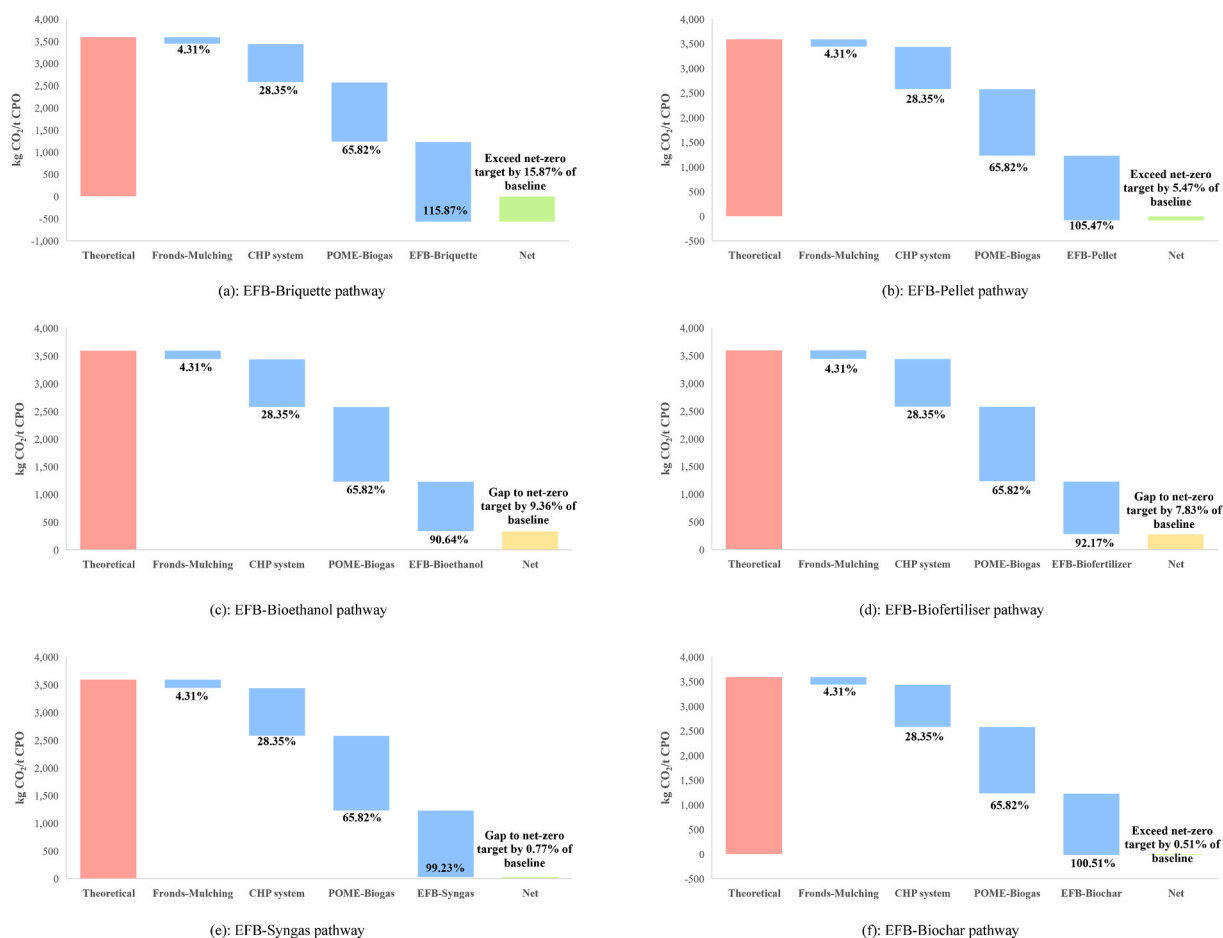 4,000
3,500
3,000
2,500
2,000
1,500
1,000
500
0
-500
-1,000
kg CO₂/t CPO
4.31%
28.35%
65.82%
115.87%
Exceed net-zero
target by 15.87% of
baseline
Theoretical Fronds-Mulching CHP system POME-Biogas EFB-Briquette Net
(a): EFB-Briquette pathway
4,000
3,500
3,000
2,500
2,000
1,500
1,000
500
0
-500
kg CO₂/t CPO
4.31%
28.35%
65.82%
105.47%
Exceed net-zero
target by 5.47% of
baseline
Theoretical Fronds-Mulching CHP system POME-Biogas EFB-Pellet Net
(b): EFB-Pellet pathway
4,000
3,500
3,000
2,500
2,000
1,500
1,000
500
0
kg CO₂/t CPO
4.31%
28.35%
65.82%
90.64%
Gap to net-zero
target by 9.36% of
baseline
Theoretical Fronds-Mulching CHP system POME-Biogas EFB-Bioethanol Net
(c): EFB-Bioethanol pathway
4,000
3,500
3,000
2,500
2,000
1,500
1,000
500
0
kg CO₂/t CPO
4.31%
28.35%
65.82%
92.17%
Gap to net-zero
target by 7.83% of
baseline
Theoretical Fronds-Mulching CHP system POME-Biogas EFB-Biofertilizer Net
(d): EFB-Biofertiliser pathway
4,000
3,500
3,000
2,500
2,000
1,500
1,000
500
0
kg CO₂/t CPO
4.31%
28.35%
65.82%
99.23%
Gap to net-zero
target by 0.77% of
baseline
Theoretical Fronds-Mulching CHP system POME-Biogas EFB-Syngas Net
(e): EFB-Syngas pathway
4,000
3,500
3,000
2,500
2,000
1,500
1,000
500
0
-500
kg CO₂/t CPO
4.31%
28.35%
65.82%
100.51%
Exceed net-zero
target by 0.51% of
baseline
Theoretical Fronds-Mulching CHP system POME-Biogas EFB-Biochar Net
(f): EFB-Biochar pathway